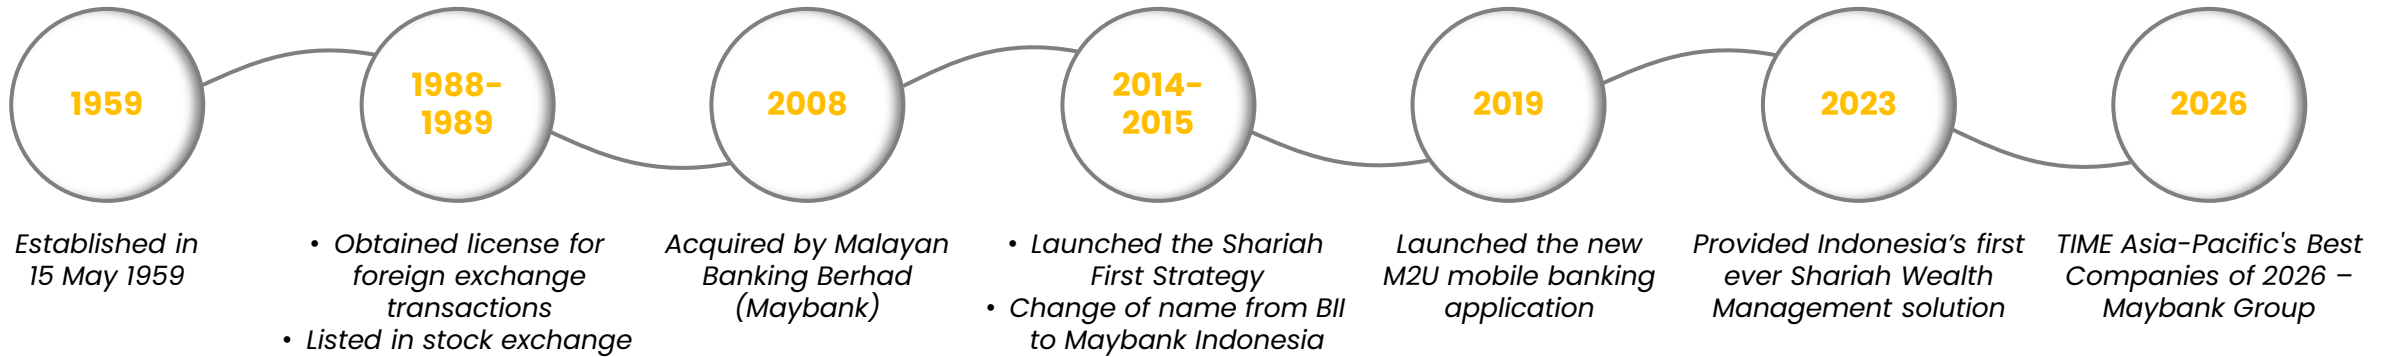 1959
1988-
1989
2008
2014-
2015
2019
2023
2026
Established in
15 May 1959
• Obtained license for
foreign exchange
transactions
• Listed in stock exchange
Acquired by Malayan
Banking Berhad
(Maybank)
• Launched the Shariah
First Strategy
• Change of name from BII
to Maybank Indonesia
Launched the new
M2U mobile banking
application
Provided Indonesia’s first
ever Shariah Wealth
Management solution
TIME Asia-Pacific's Best
Companies of 2026 –
Maybank Group